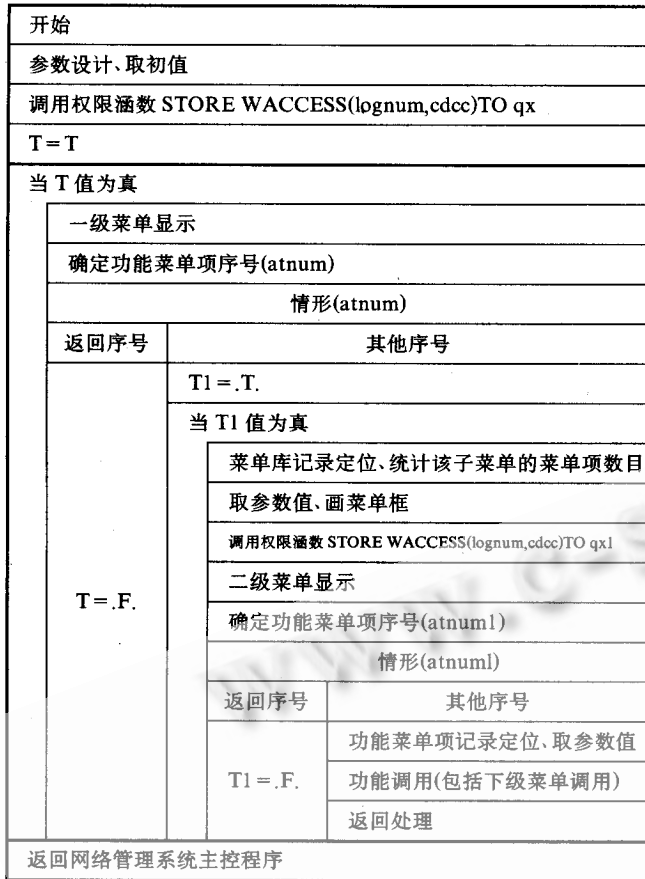 开始
参数设计、取初值
调用权限涵数 STORE WACCESS(lognum,cdcc)TO qx
T=T
当 T 值为真
一级菜单显示
确定功能菜单项序号(atnum)
情形(atnum)
返回序号
其他序号
T1=.T.
当 T1 值为真
菜单库记录定位、统计该子菜单的菜单项数目
取参数值、画菜单框
调用权限涵数 STORE WACCESS(lognum,cdcc)TO qx1
二级菜单显示
确定功能菜单项序号(atnum1)
情形(atnum1)
返回序号
其他序号
T=.F.
T1=.F.
功能菜单项记录定位、取参数值
功能调用(包括下级菜单调用)
返回处理
返回网络管理系统主控程序
www.c-s